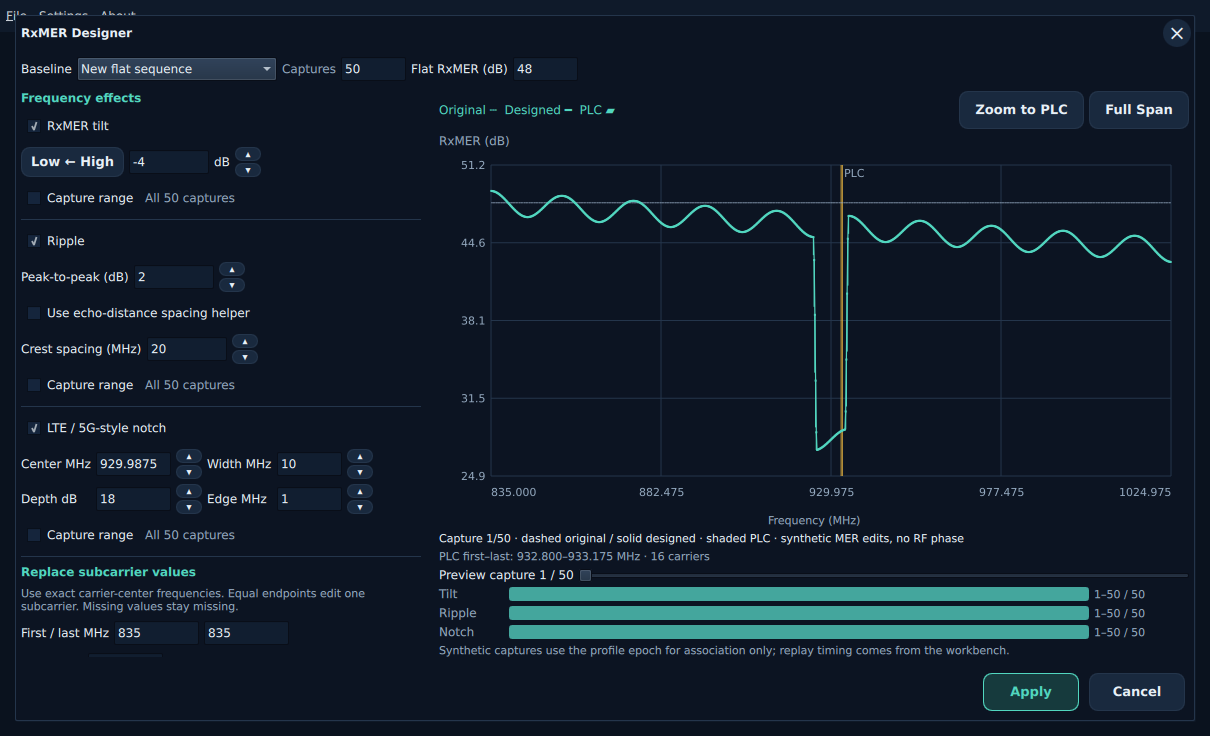 File Settings About
RxMER Designer
Baseline New flat sequence Captures 50 Flat RxMER (dB) 48
Frequency effects
✓ RxMER tilt
Low ← High -4 dB
Capture range All 50 captures
✓ Ripple
Peak-to-peak (dB) 2
Use echo-distance spacing helper
Crest spacing (MHz) 20
Capture range All 50 captures
✓ LTE / 5G-style notch
Center MHz 929.9875 Width MHz 10
Depth dB 18 Edge MHz 1
Capture range All 50 captures
Replace subcarrier values
Use exact carrier-center frequencies. Equal endpoints edit one
subcarrier. Missing values stay missing.
First / last MHz 835 835
Original − Designed − PLC
Zoom to PLC Full Span
RxMER (dB)
51.2
PLC
44.6
38.1
31.5
24.9
835.000 882.475 929.975 977.475 1024.975
Frequency (MHz)
Capture 1/50 · dashed original / solid designed · shaded PLC · synthetic MER edits, no RF phase
PLC first–last: 932.800–933.175 MHz · 16 carriers
Preview capture 1 / 50
Tilt 1–50 / 50
Ripple 1–50 / 50
Notch 1–50 / 50
Synthetic captures use the profile epoch for association only; replay timing comes from the workbench.
Apply Cancel